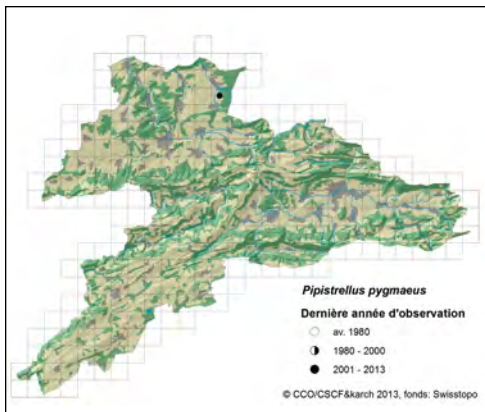 Pipistrellus pygmaeus
Dernière année d'observation
av. 1980
1980 - 2000
2001 - 2013
© CCO/CSCF&karch 2013, fonds: Swisstopo